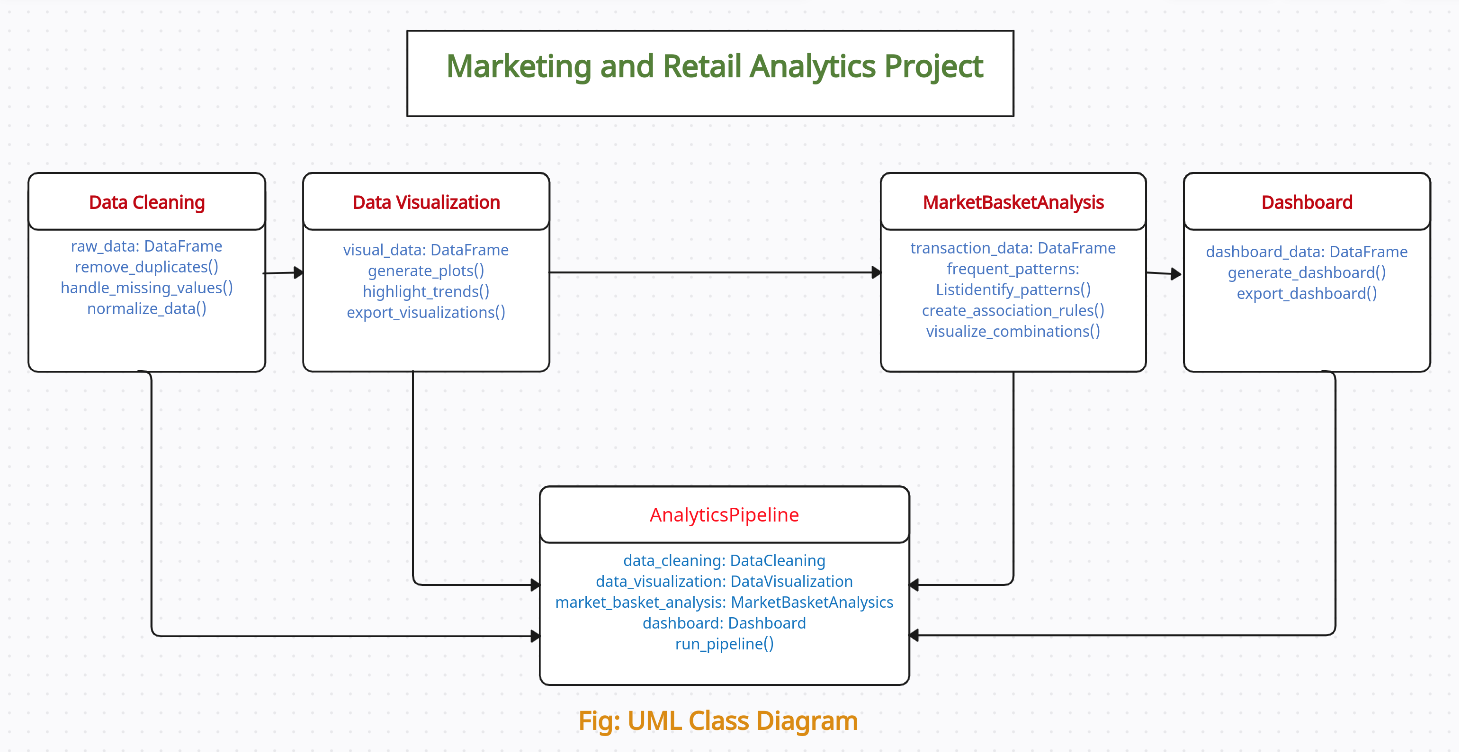 Marketing and Retail Analytics Project
Data Cleaning
raw_data: DataFrame
remove_duplicates()
handle_missing_values()
normalize_data()
Data Visualization
visual_data: DataFrame
generate_plots()
highlight_trends()
export_visualizations()
MarketBasketAnalysis
transaction_data: DataFrame
frequent_patterns:
Listidentify_patterns()
create_association_rules()
visualize_combinations()
Dashboard
dashboard_data: DataFrame
generate_dashboard()
export_dashboard()
AnalyticsPipeline
data_cleaning: DataCleaning
data_visualization: DataVisualization
market_basket_analysis: MarketBasketAnalysics
dashboard: Dashboard
run_pipeline()
Fig: UML Class Diagram